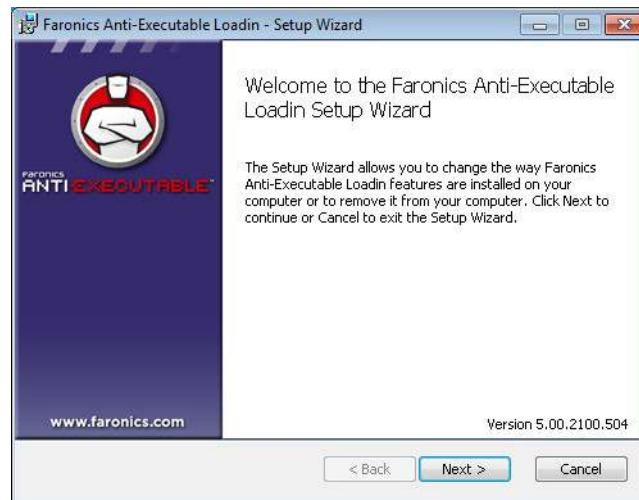 Faronics Anti-Executable Loadin - Setup Wizard
Welcome to the Faronics Anti-Executable
Loadin Setup Wizard
The Setup Wizard allows you to change the way Faronics
Anti-Executable Loadin features are installed on your
computer or to remove it from your computer. Click Next to
continue or Cancel to exit the Setup Wizard.
FARONICS
ANTI-EXECUTABLE™
www.faronics.com
Version 5.00.2100.504
< Back
Next >
Cancel